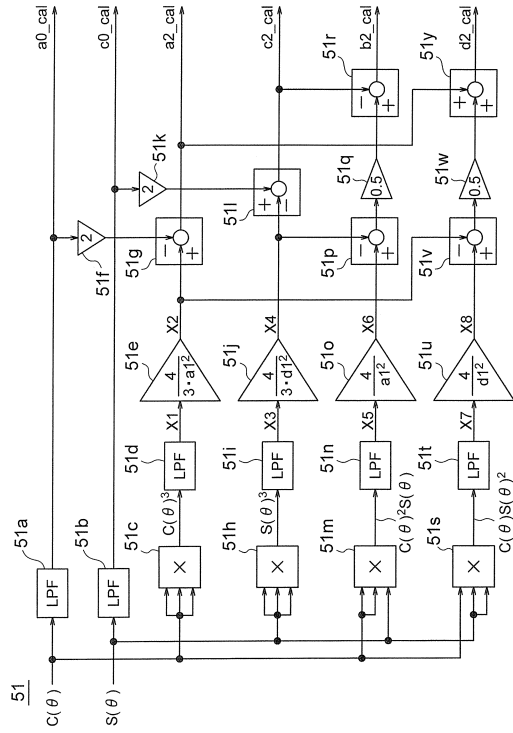 51
C(θ)
S(θ)
51a
LPF
a0_cal
51b
LPF
c0_cal
51c
×
C(θ)³
51d
LPF
X1
51e
4
3·a1²
X2
51f
2
51g
−
+
a2_cal
51h
×
S(θ)³
51i
LPF
X3
51j
4
3·d1²
X4
51k
2
51l
+
−
c2_cal
51m
×
C(θ)²S(θ)
51n
LPF
X5
51o
4
a1²
X6
51p
−
+
51q
0.5
51r
−
+
b2_cal
51s
×
C(θ)S(θ)²
51t
LPF
X7
51u
4
d1²
X8
51v
−
+
51w
0.5
51y
+
+
d2_cal